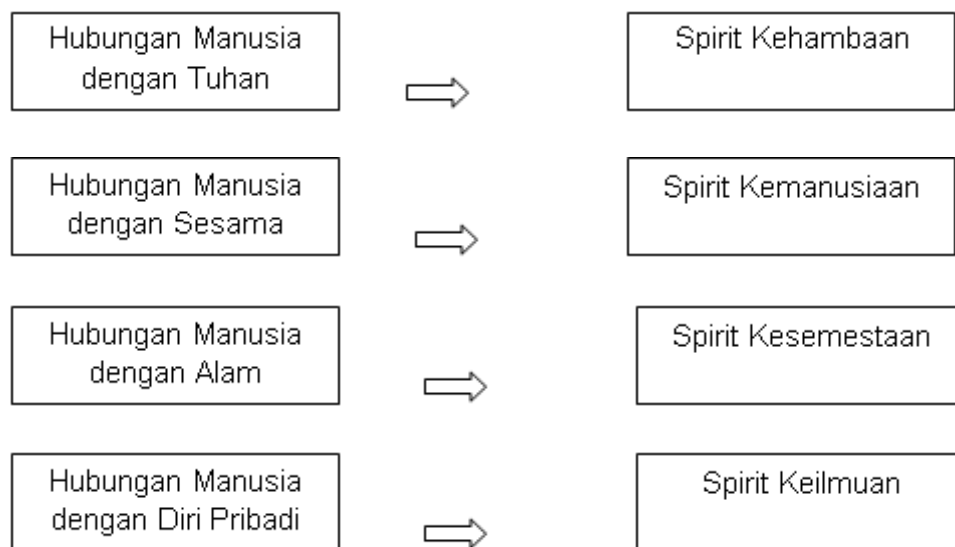 Hubungan Manusia
dengan Tuhan
Spirit Kehambaan
Hubungan Manusia
dengan Sesama
Spirit Kemanusiaan
Hubungan Manusia
dengan Alam
Spirit Kesemestaan
Hubungan Manusia
dengan Diri Pribadi
Spirit Keilmuan